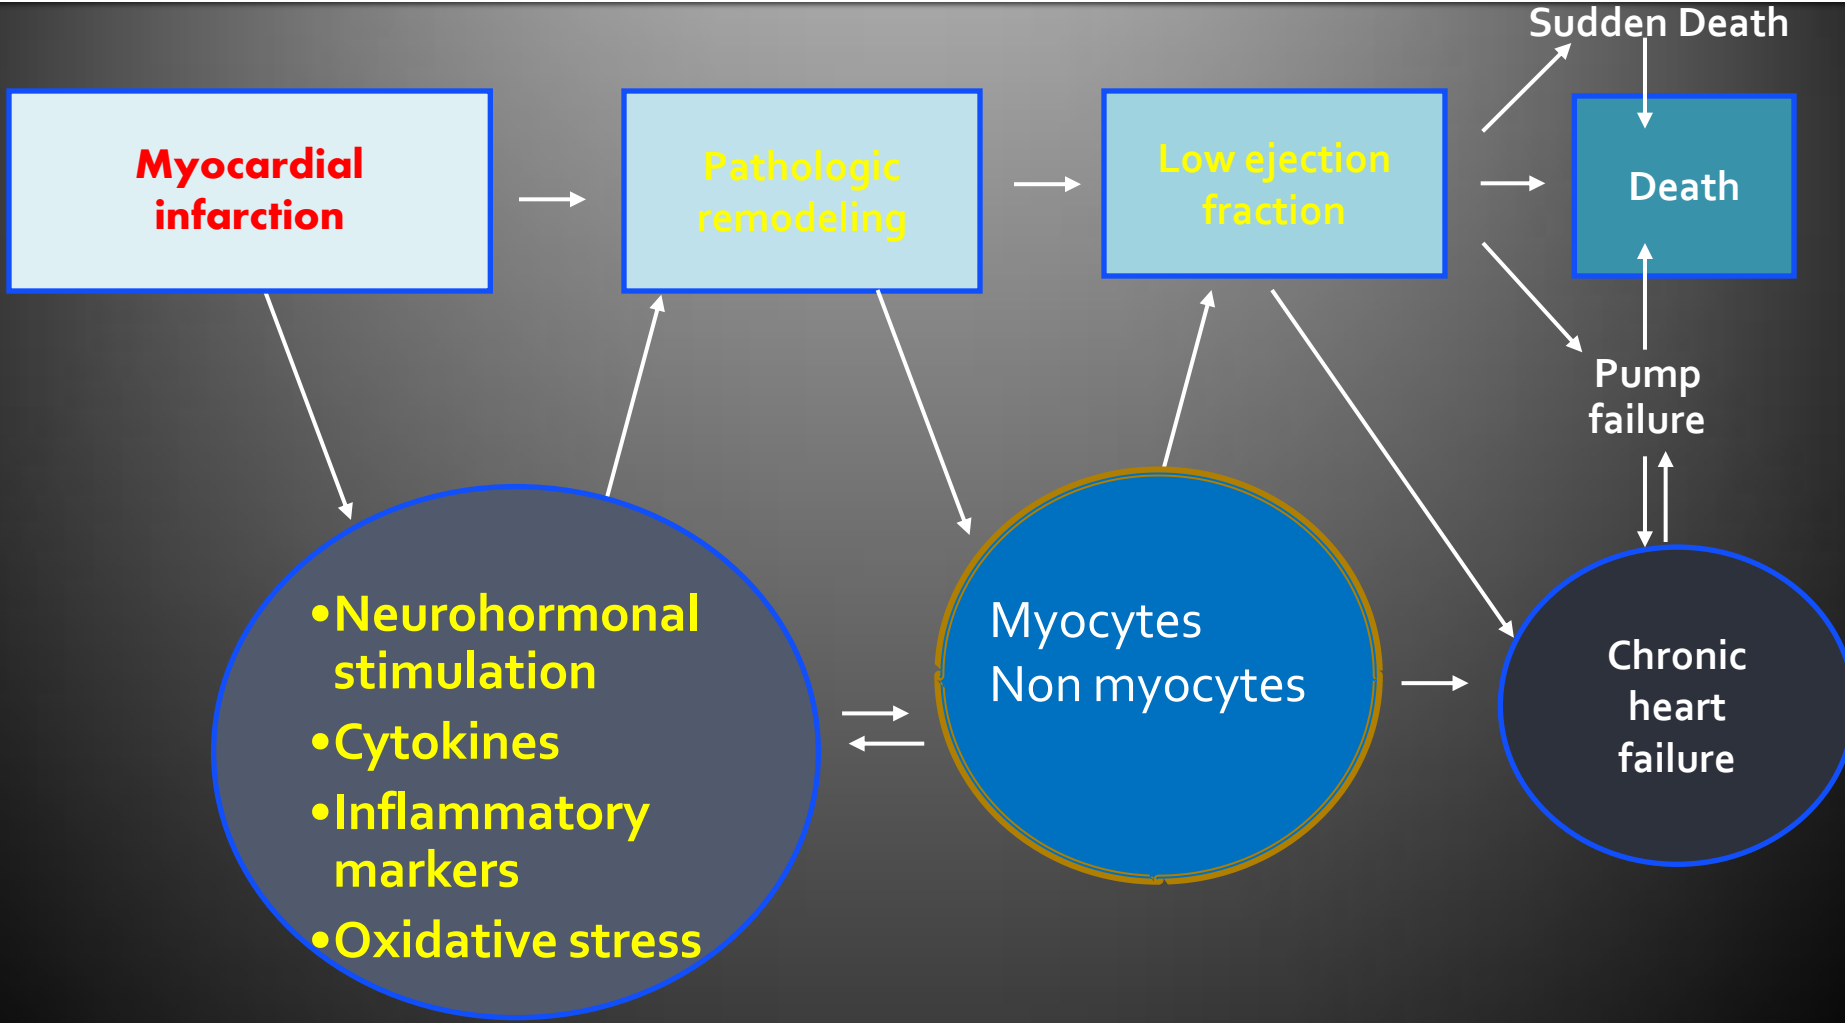 Sudden Death
Myocardial
infarction
Pathologic
remodeling
Low ejection
fraction
Death
Pump
failure
•Neurohormonal
stimulation
•Cytokines
•Inflammatory
markers
•Oxidative stress
Myocytes
Non myocytes
Chronic
heart
failure